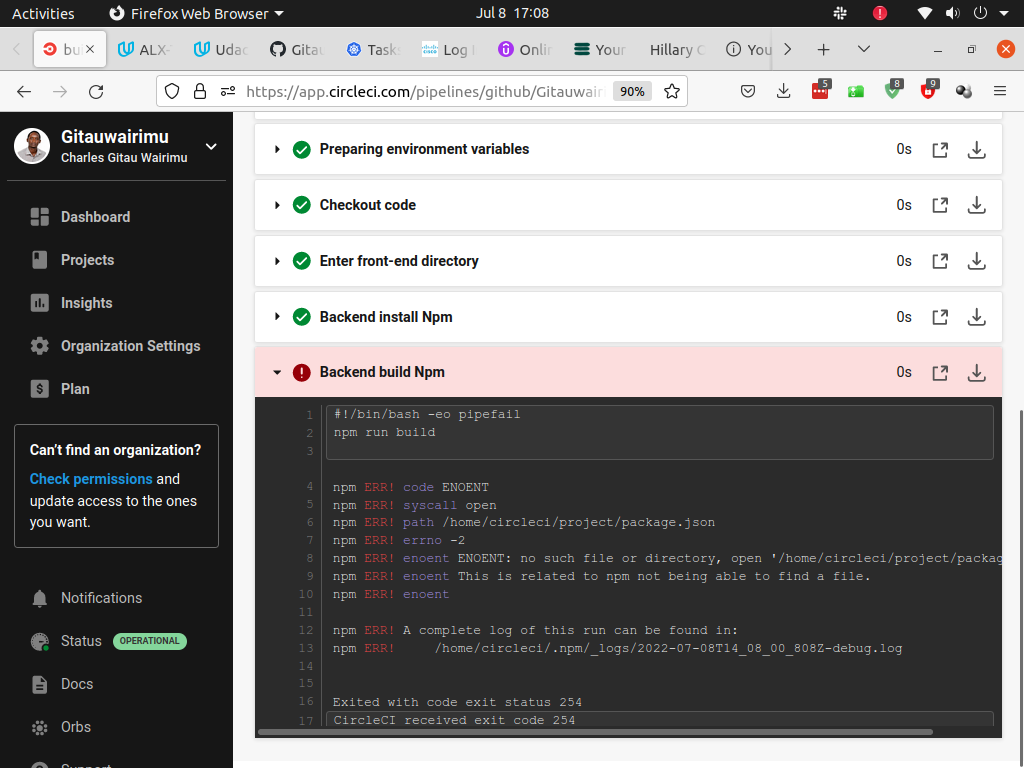 Activities
Firefox Web Browser
Jul 8 17:08
bui
ALX-
Udac
Gitau
Task
Log
Onlin
Your
Hillary
You
https://app.circleci.com/pipelines/github/Gitauwairi
90%
5
8
9
Gitauwairimu
Charles Gitau Wairimu
Dashboard
Projects
Insights
Organization Settings
Plan
Can't find an organization?
Check permissions and
update access to the ones
you want.
Notifications
Status OPERATIONAL
Docs
Orbs
Support
Preparing environment variables 0s
Checkout code 0s
Enter front-end directory 0s
Backend install Npm 0s
Backend build Npm 0s
1 #!/bin/bash -eo pipefail
2 npm run build
3
4 npm ERR! code ENOENT
5 npm ERR! syscall open
6 npm ERR! path /home/circleci/project/package.json
7 npm ERR! errno -2
8 npm ERR! enoent ENOENT: no such file or directory, open '/home/circleci/project/packag
9 npm ERR! enoent This is related to npm not being able to find a file.
10 npm ERR! enoent
11
12 npm ERR! A complete log of this run can be found in:
13 npm ERR! /home/circleci/.npm/_logs/2022-07-08T14_08_00_808Z-debug.log
14
15
16 Exited with code exit status 254
17 CircleCI received exit code 254